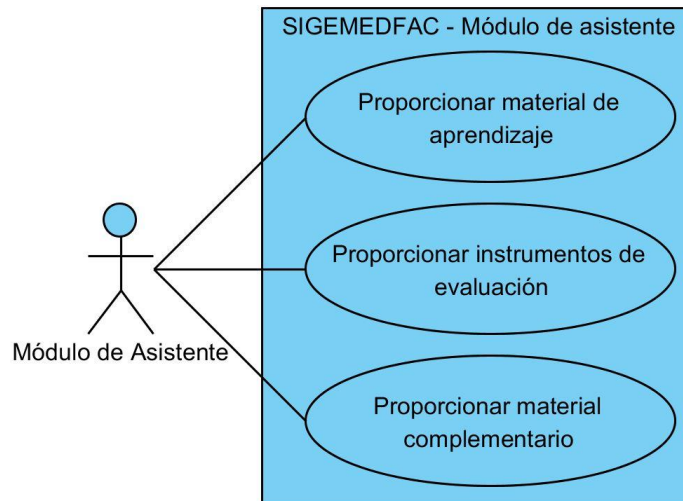 SIGEMEDFAC - Módulo de asistente
Proporcionar material de
aprendizaje
Proporcionar instrumentos de
evaluación
Módulo de Asistente
Proporcionar material
complementario